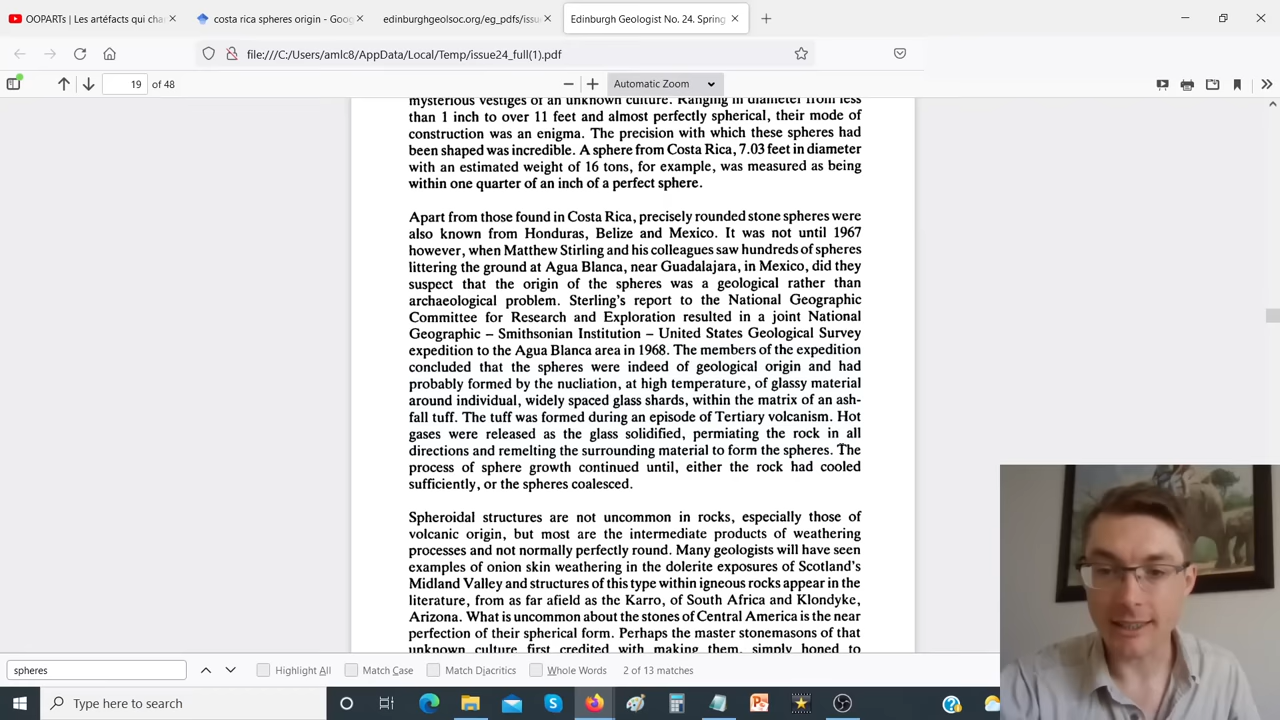 OOPARTs | Les artéfacts qui cha
costa rica spheres origin - Goo
edinburghgeolsoc.org/eg_pdfs/issu
Edinburgh Geologist No. 24. Spring
file:///C:/Users/amlc8/AppData/Local/Temp/issue24_full(1).pdf
19 of 48
Automatic Zoom
mysterious vestiges of an unknown culture. Ranging in diameter from less
than 1 inch to over 11 feet and almost perfectly spherical, their mode of
construction was an enigma. The precision with which these spheres had
been shaped was incredible. A sphere from Costa Rica, 7.03 feet in diameter
with an estimated weight of 16 tons, for example, was measured as being
within one quarter of an inch of a perfect sphere.
Apart from those found in Costa Rica, precisely rounded stone spheres were
also known from Honduras, Belize and Mexico. It was not until 1967
however, when Matthew Stirling and his colleagues saw hundreds of spheres
littering the ground at Agua Blanca, near Guadalajara, in Mexico, did they
suspect that the origin of the spheres was a geological rather than
archaeological problem. Sterling's report to the National Geographic
Committee for Research and Exploration resulted in a joint National
Geographic – Smithsonian Institution – United States Geological Survey
expedition to the Agua Blanca area in 1968. The members of the expedition
concluded that the spheres were indeed of geological origin and had
probably formed by the nucliation, at high temperature, of glassy material
around individual, widely spaced glass shards, within the matrix of an ash-
fall tuff. The tuff was formed during an episode of Tertiary volcanism. Hot
gases were released as the glass solidified, permiating the rock in all
directions and remelting the surrounding material to form the spheres. The
process of sphere growth continued until, either the rock had cooled
sufficiently, or the spheres coalesced.
Spheroidal structures are not uncommon in rocks, especially those of
volcanic origin, but most are the intermediate products of weathering
processes and not normally perfectly round. Many geologists will have seen
examples of onion skin weathering in the dolerite exposures of Scotland's
Midland Valley and structures of this type within igneous rocks appear in the
literature, from as far afield as the Karro, of South Africa and Klondyke,
Arizona. What is uncommon about the stones of Central America is the near
perfection of their spherical form. Perhaps the master stonemasons of that
unknown culture first credited with making them, simply honed to
spheres
Highlight All
Match Case
Match Diacritics
Whole Words
2 of 13 matches
Type here to search